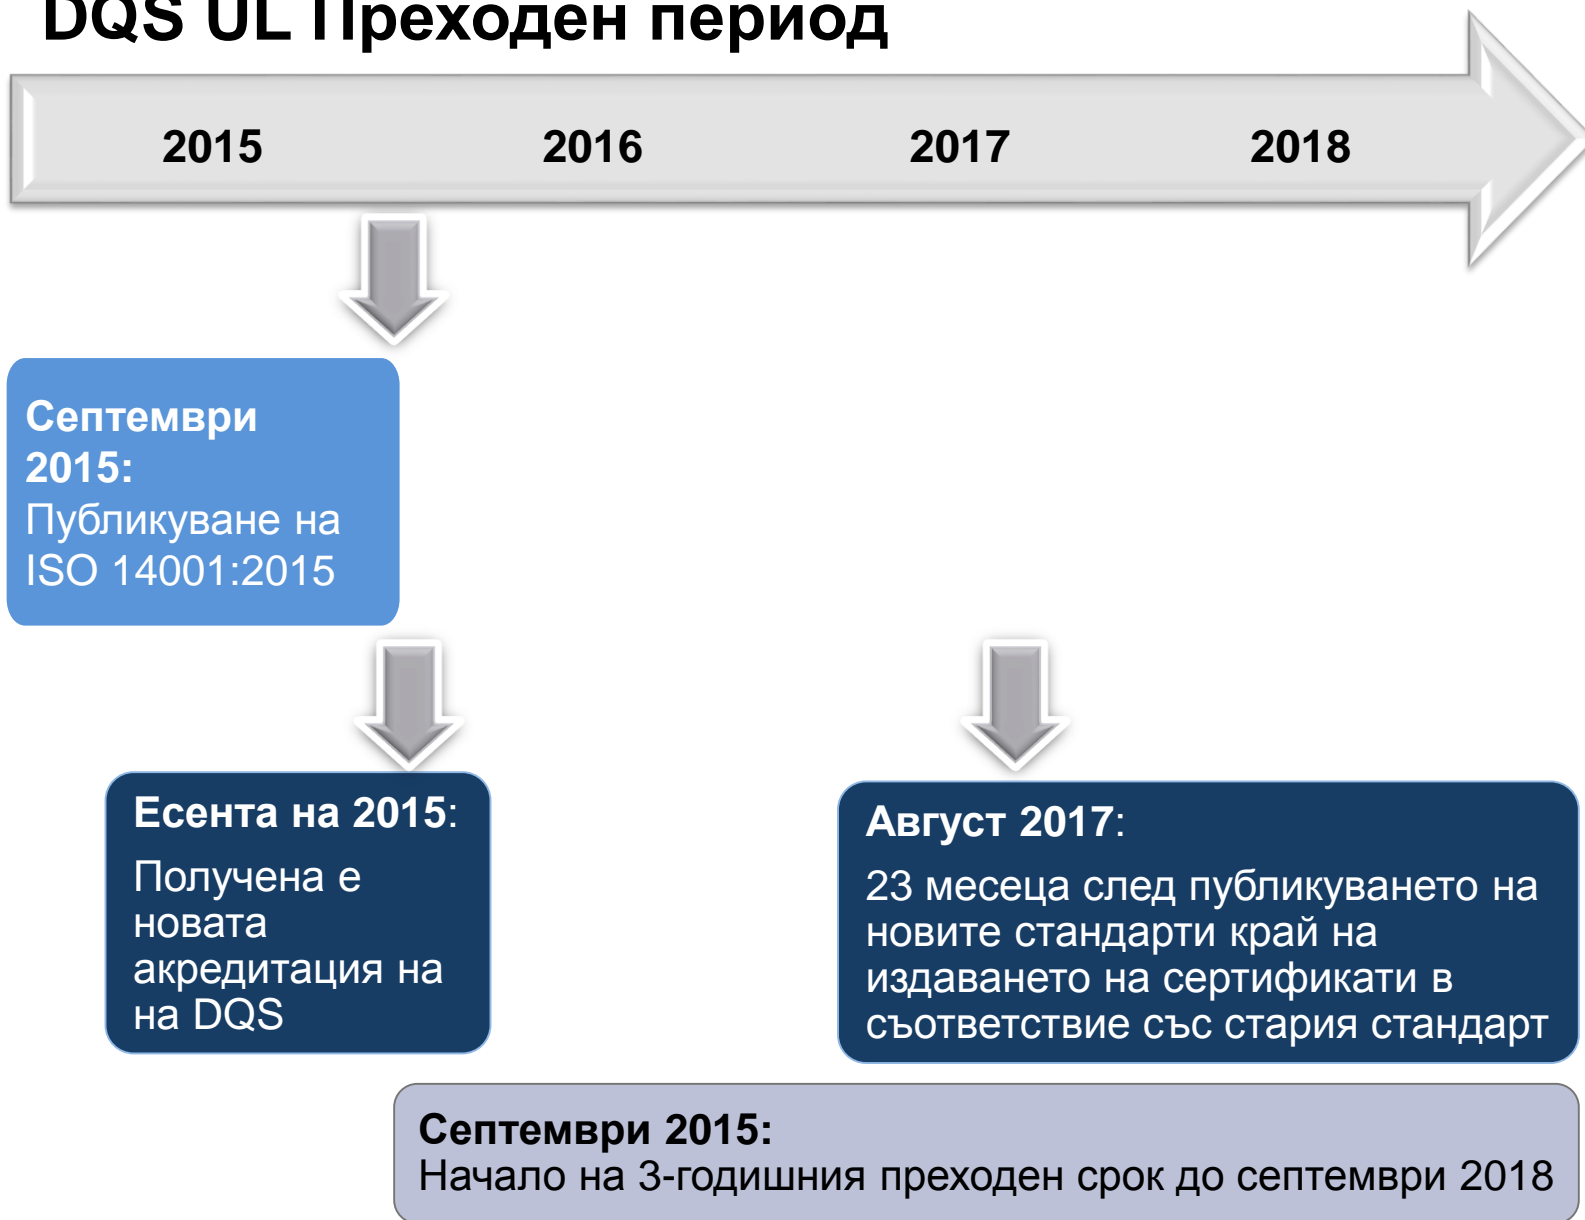 DQS UL Преходен период
2015 2016 2017 2018
Септември
2015:
Публикуване на
ISO 14001:2015
Есента на 2015:
Получена е
новата
акредитация на
на DQS
Август 2017:
23 месеца след публикуването на
новите стандарти край на
издаването на сертификати в
съответствие със стария стандарт
Септември 2015:
Начало на 3-годишния преходен срок до септември 2018